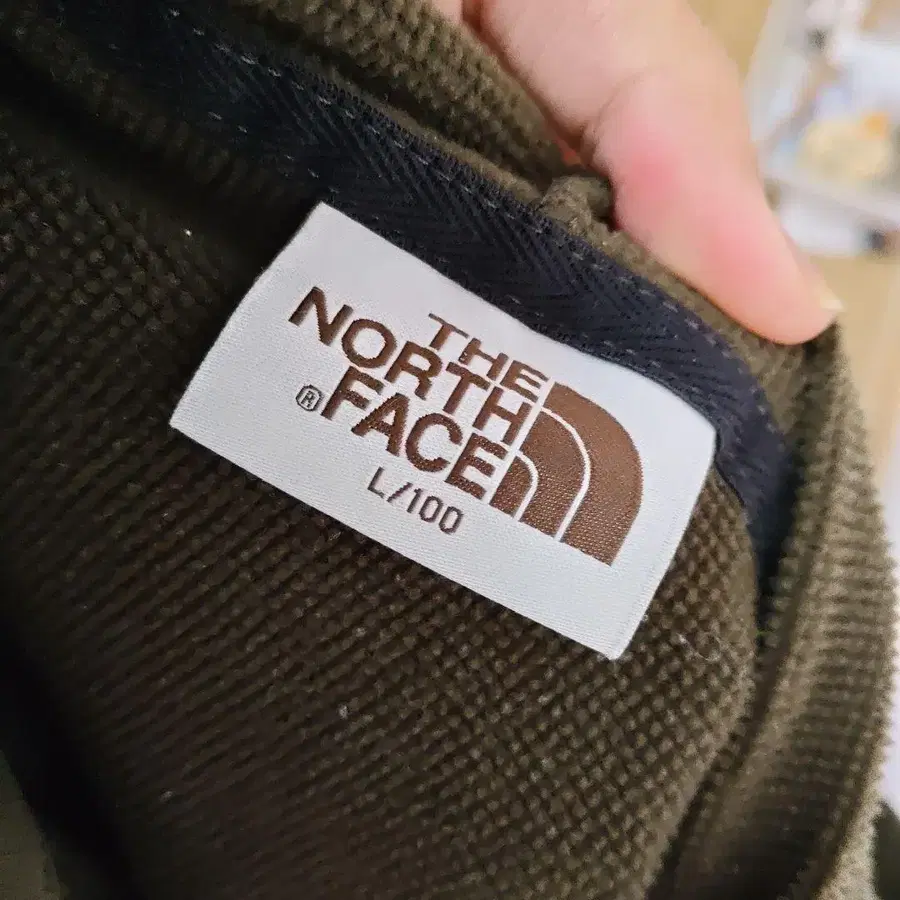 THE
NORTH
® FACE
L/100